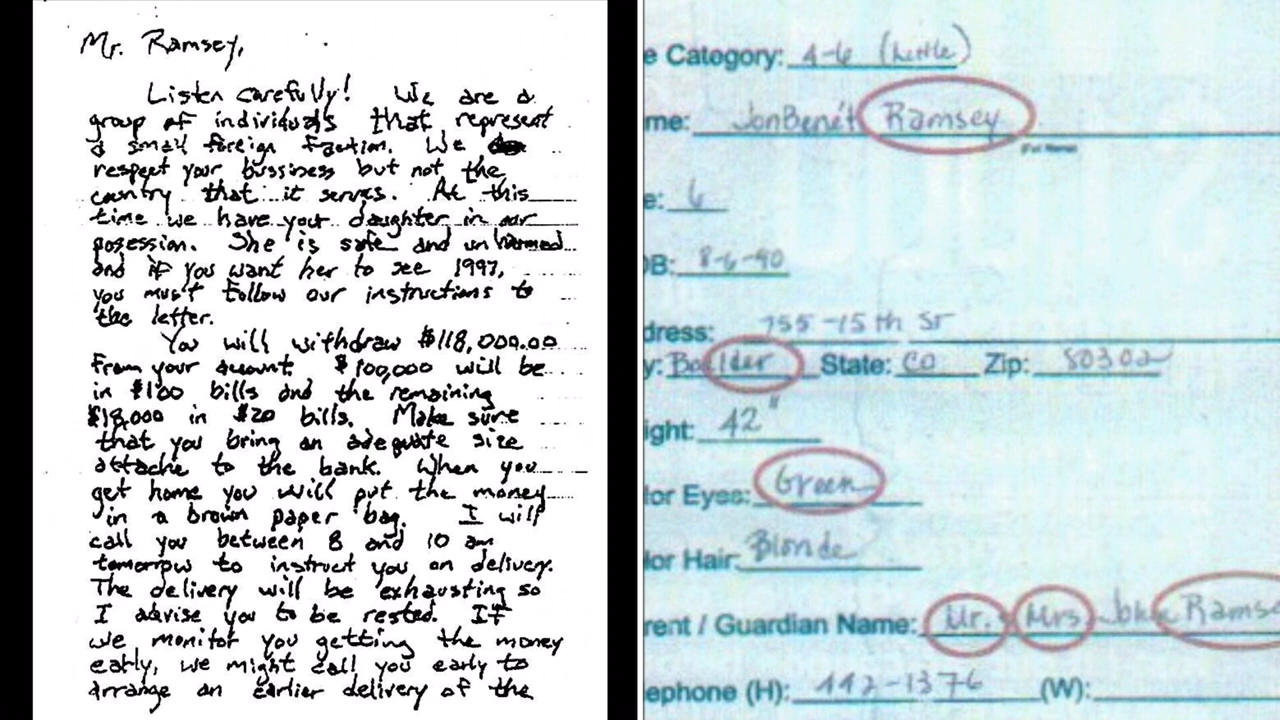 Mr. Ramsey,
Listen carefully! We are a
group of individuals that represent
a small foreign faction. We
respect your bussiness but not the
country that it serves. At this
time we have your daughter in our
posession. She is safe and unharmed
and if you want her to see 1997,
you must follow our instructions to
the letter.
You will withdraw $118,000.00
from your account. $100,000 will be
in $100 bills and the remaining
$18,000 in $20 bills. Make sure
that you bring an adequate size
attache to the bank. When you
get home you will put the money
in a brown paper bag. I will
call you between 8 and 10 am
tomorrow to instruct you on delivery.
The delivery will be exhausting so
I advise you to be rested. If
we monitor you getting the money
early, we might call you early to
arrange an earlier delivery of the
e Category: 4-6 (Little)
me: JonBenét Ramsey
e: 6
OB: 8-6-90
dress: 755-15th St
y: Boulder State: CO Zip: 80302
ight: 42"
lor Eyes: Green
lor Hair: Blonde
rent / Guardian Name: Mr. & Mrs. John Rams
ephone (H): 442-1376 (W):